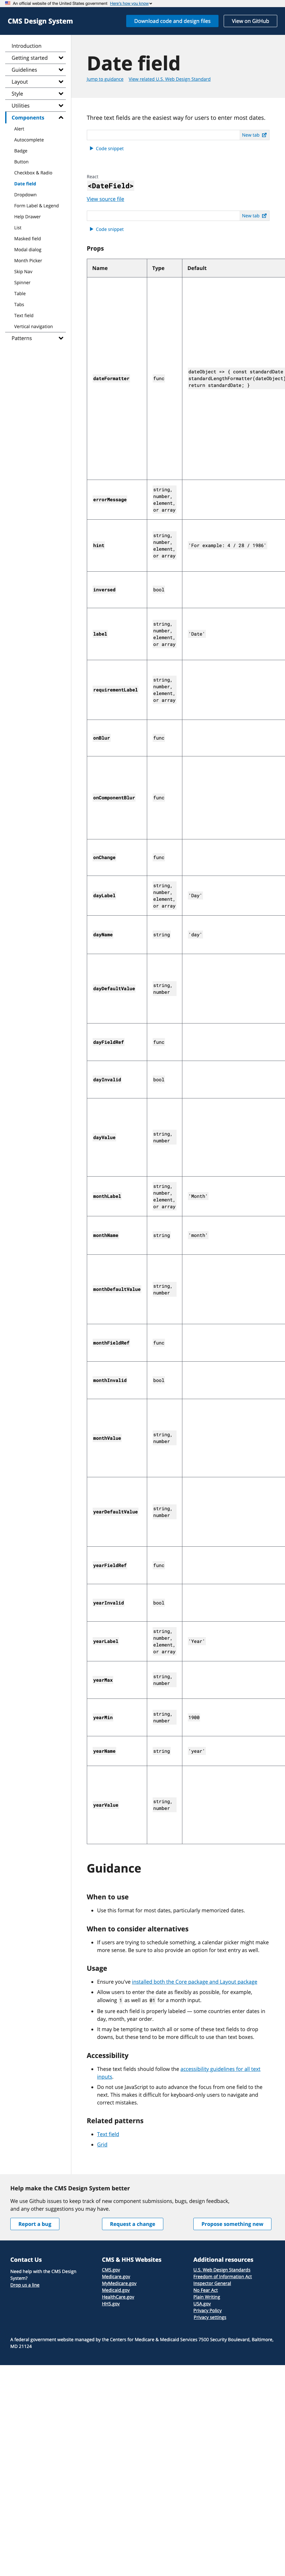 An official website of the United States government Here's how you know
CMS Design System
Download code and design files
View on GitHub
Introduction
Getting started
Guidelines
Layout
Style
Utilities
Components
Alert
Autocomplete
Badge
Button
Checkbox & Radio
Date field
Dropdown
Form Label & Legend
Help Drawer
List
Masked field
Modal dialog
Month Picker
Skip Nav
Spinner
Table
Tabs
Text field
Vertical navigation
Patterns
Date field
Jump to guidance View related U.S. Web Design Standard
Three text fields are the easiest way for users to enter most dates.
New tab
Code snippet
React
<DateField>
View source file
New tab
Code snippet
Props
Name Type Default
dateFormatter func dateObject => { const standardDate
standardLengthFormatter(dateObject)
return standardDate; }
errorMessage string, number, element, or array
hint string, number, element, or array 'For example: 4 / 28 / 1986'
inversed bool
label string, number, element, or array 'Date'
requirementLabel string, number, element, or array
onBlur func
onComponentBlur func
onChange func
dayLabel string, number, element, or array 'Day'
dayName string 'day'
dayDefaultValue string, number
dayFieldRef func
dayInvalid bool
dayValue string, number
monthLabel string, number, element, or array 'Month'
monthName string 'month'
monthDefaultValue string, number
monthFieldRef func
monthInvalid bool
monthValue string, number
yearDefaultValue string, number
yearFieldRef func
yearInvalid bool
yearLabel string, number, element, or array 'Year'
yearMax string, number
yearMin string, number 1900
yearName string 'year'
yearValue string, number
Guidance
When to use
Use this format for most dates, particularly memorized dates.
When to consider alternatives
If users are trying to schedule something, a calendar picker might make
more sense. Be sure to also provide an option for text entry as well.
Usage
Ensure you've installed both the Core package and Layout package
Allow users to enter the date as flexibly as possible, for example,
allowing 1 as well as 01 for a month input.
Be sure each field is properly labeled — some countries enter dates in
day, month, year order.
It may be tempting to switch all or some of these text fields to drop
downs, but these tend to be more difficult to use than text boxes.
Accessibility
These text fields should follow the accessibility guidelines for all text
inputs.
Do not use JavaScript to auto advance the focus from one field to the
next. This makes it difficult for keyboard-only users to navigate and
correct mistakes.
Related patterns
Text field
Grid
Help make the CMS Design System better
We use Github issues to keep track of new component submissions, bugs, design feedback,
and any other suggestions you may have.
Report a bug
Request a change
Propose something new
Contact Us
Need help with the CMS Design
System?
Drop us a line
CMS & HHS Websites
CMS.gov
Medicare.gov
MyMedicare.gov
Medicaid.gov
HealthCare.gov
HHS.gov
Additional resources
U.S. Web Design Standards
Freedom of Information Act
Inspector General
No Fear Act
Plain Writing
USA.gov
Privacy Policy
Privacy settings
A federal government website managed by the Centers for Medicare & Medicaid Services 7500 Security Boulevard, Baltimore,
MD 21124